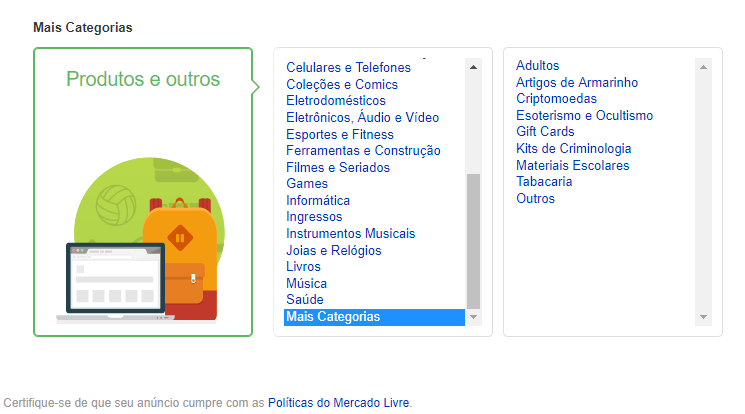 Mais Categorias
Produtos e outros
Celulares e Telefones
Coleções e Comics
Eletrodomésticos
Eletrônicos, Áudio e Vídeo
Esportes e Fitness
Ferramentas e Construção
Filmes e Seriados
Games
Informática
Ingressos
Instrumentos Musicais
Joias e Relógios
Livros
Música
Saúde
Mais Categorias
Adultos
Artigos de Armarinho
Criptomoedas
Esoterismo e Ocultismo
Gift Cards
Kits de Criminologia
Materiais Escolares
Tabacaria
Outros
Certifique-se de que seu anúncio cumpre com as Políticas do Mercado Livre.